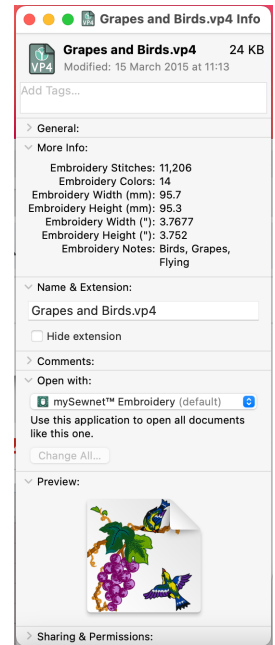 Grapes and Birds.vp4 Info
VP4
Grapes and Birds.vp4 24 KB
Modified: 15 March 2015 at 11:13
Add Tags...
General:
More Info:
Embroidery Stitches: 11,206
Embroidery Colors: 14
Embroidery Width (mm): 95.7
Embroidery Height (mm): 95.3
Embroidery Width ("): 3.7677
Embroidery Height ("): 3.752
Embroidery Notes: Birds, Grapes,
Flying
Name & Extension:
Grapes and Birds.vp4
Hide extension
Comments:
Open with:
mySewnet™ Embroidery (default)
Use this application to open all documents
like this one.
Change All...
Preview:
Sharing & Permissions: